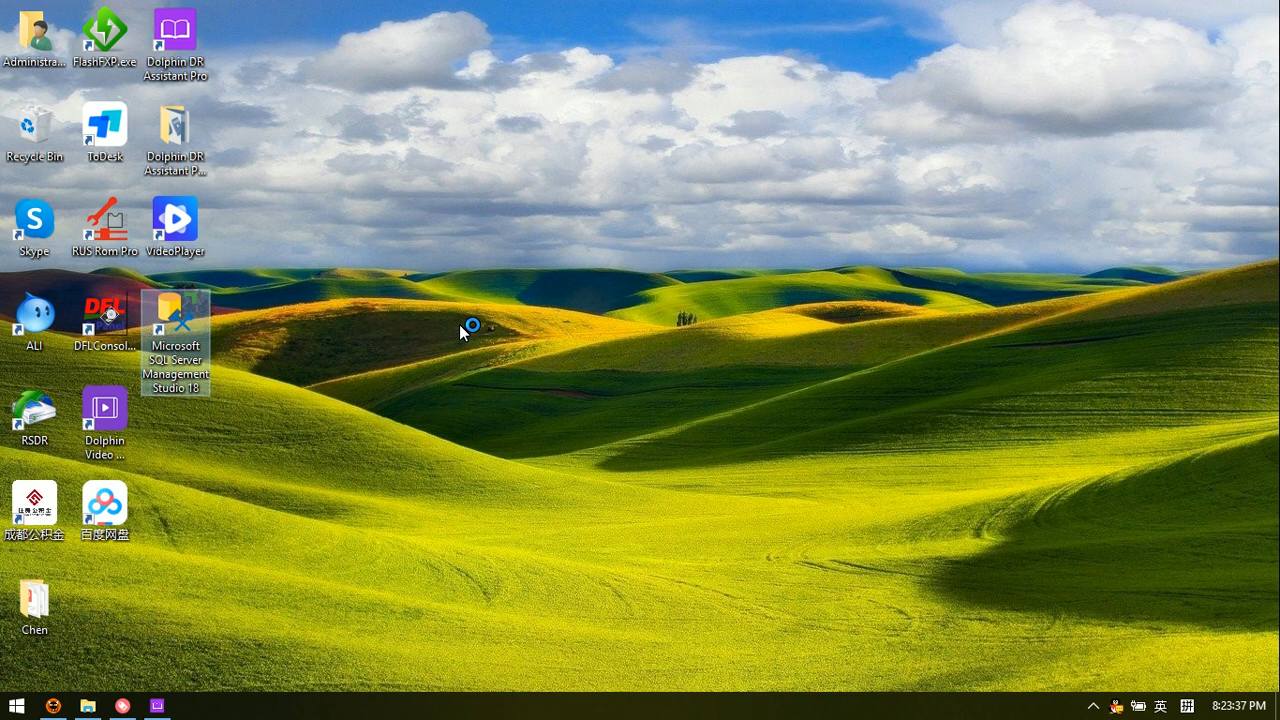 Administra...
FlashFXP.exe
Dolphin DR
Assistant Pro
Recycle Bin
ToDesk
Dolphin DR
Assistant P...
Skype
RUS Rom Pro
VideoPlayer
ALI
DFL
DFLConsol...
Microsoft
SQL Server
Management
Studio 18
RSDR
Dolphin
Video ...
成都公积金
百度网盘
Chen
英
拼
8:23:37 PM